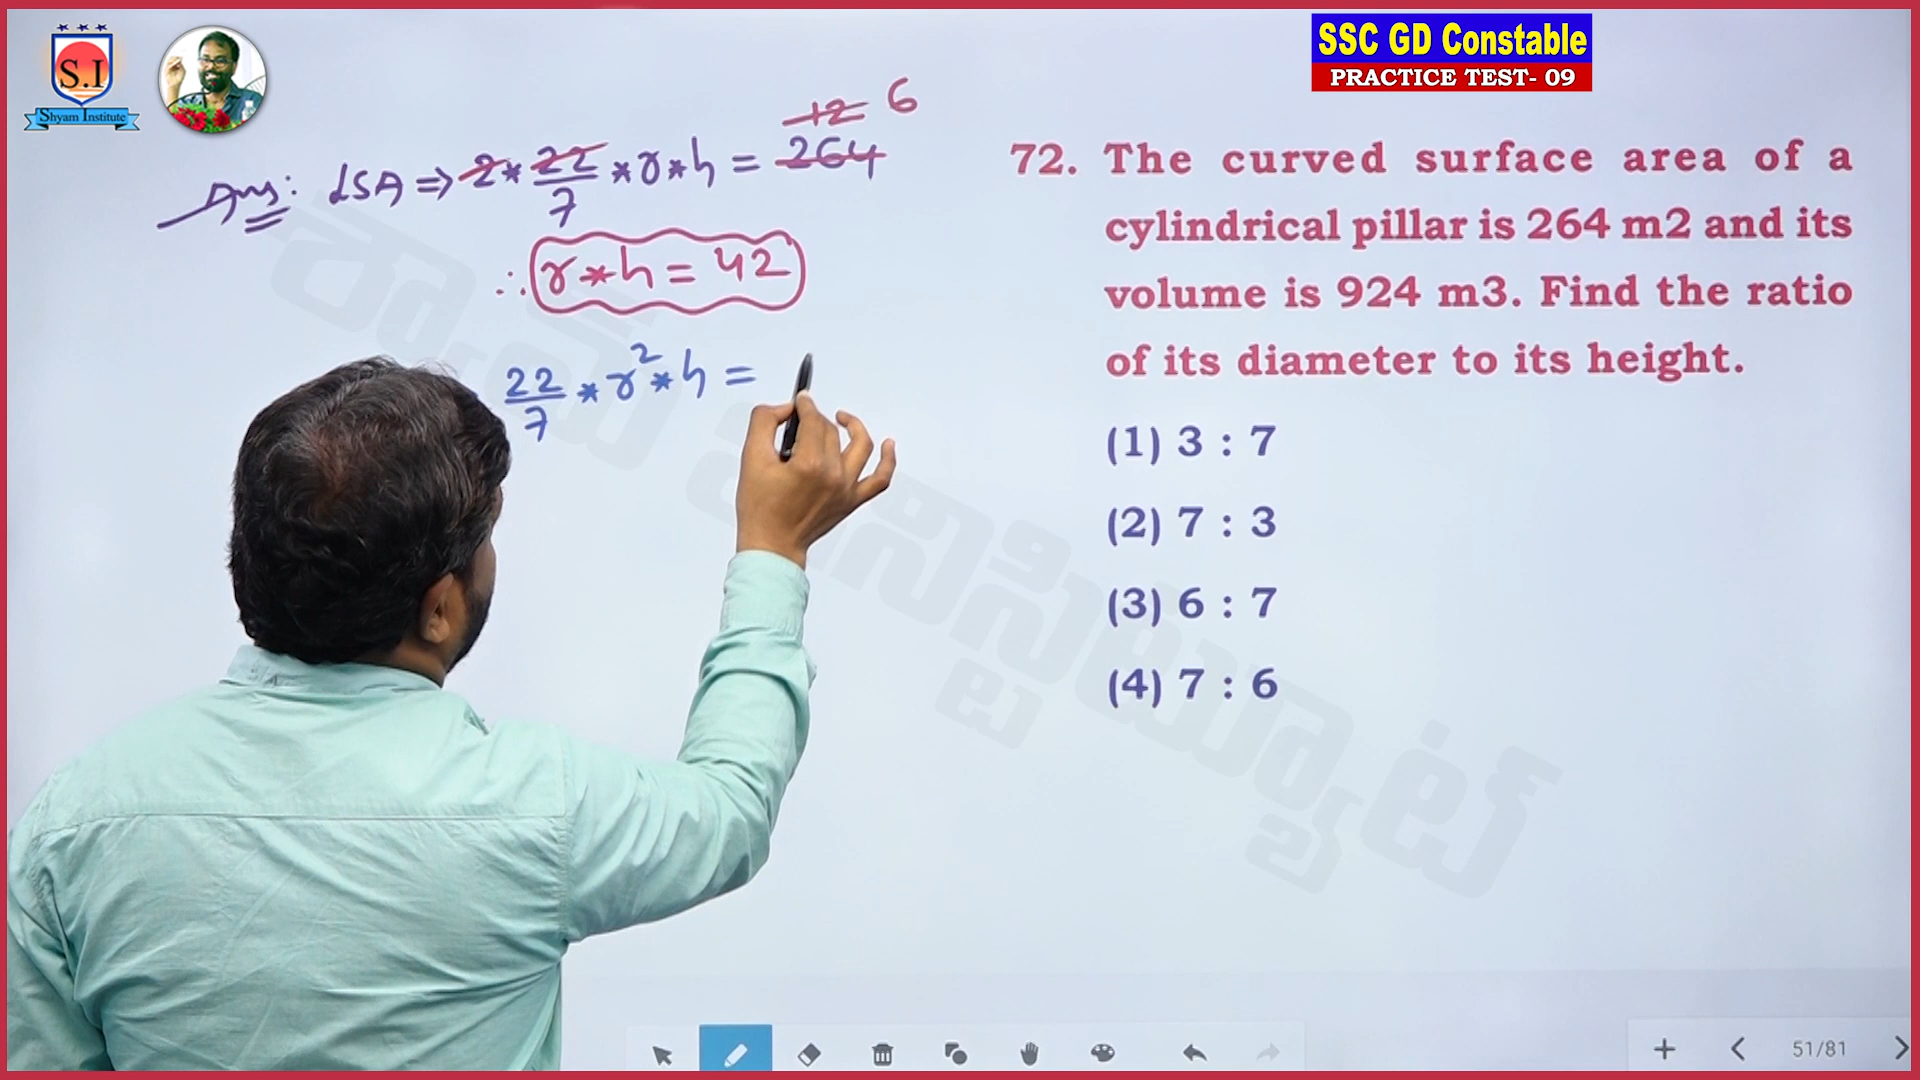 S.I
Shyam Institute
SSC GD Constable
PRACTICE TEST- 09
Ans: LSA ⇒ 2 * 22/7 * r * h = 264
12 6
∴ r * h = 42
22/7 * r² * h =
72. The curved surface area of a
cylindrical pillar is 264 m2 and its
volume is 924 m3. Find the ratio
of its diameter to its height.
(1) 3 : 7
(2) 7 : 3
(3) 6 : 7
(4) 7 : 6
శ్యామ్ ఇన్స్టిట్యూట్
51/81